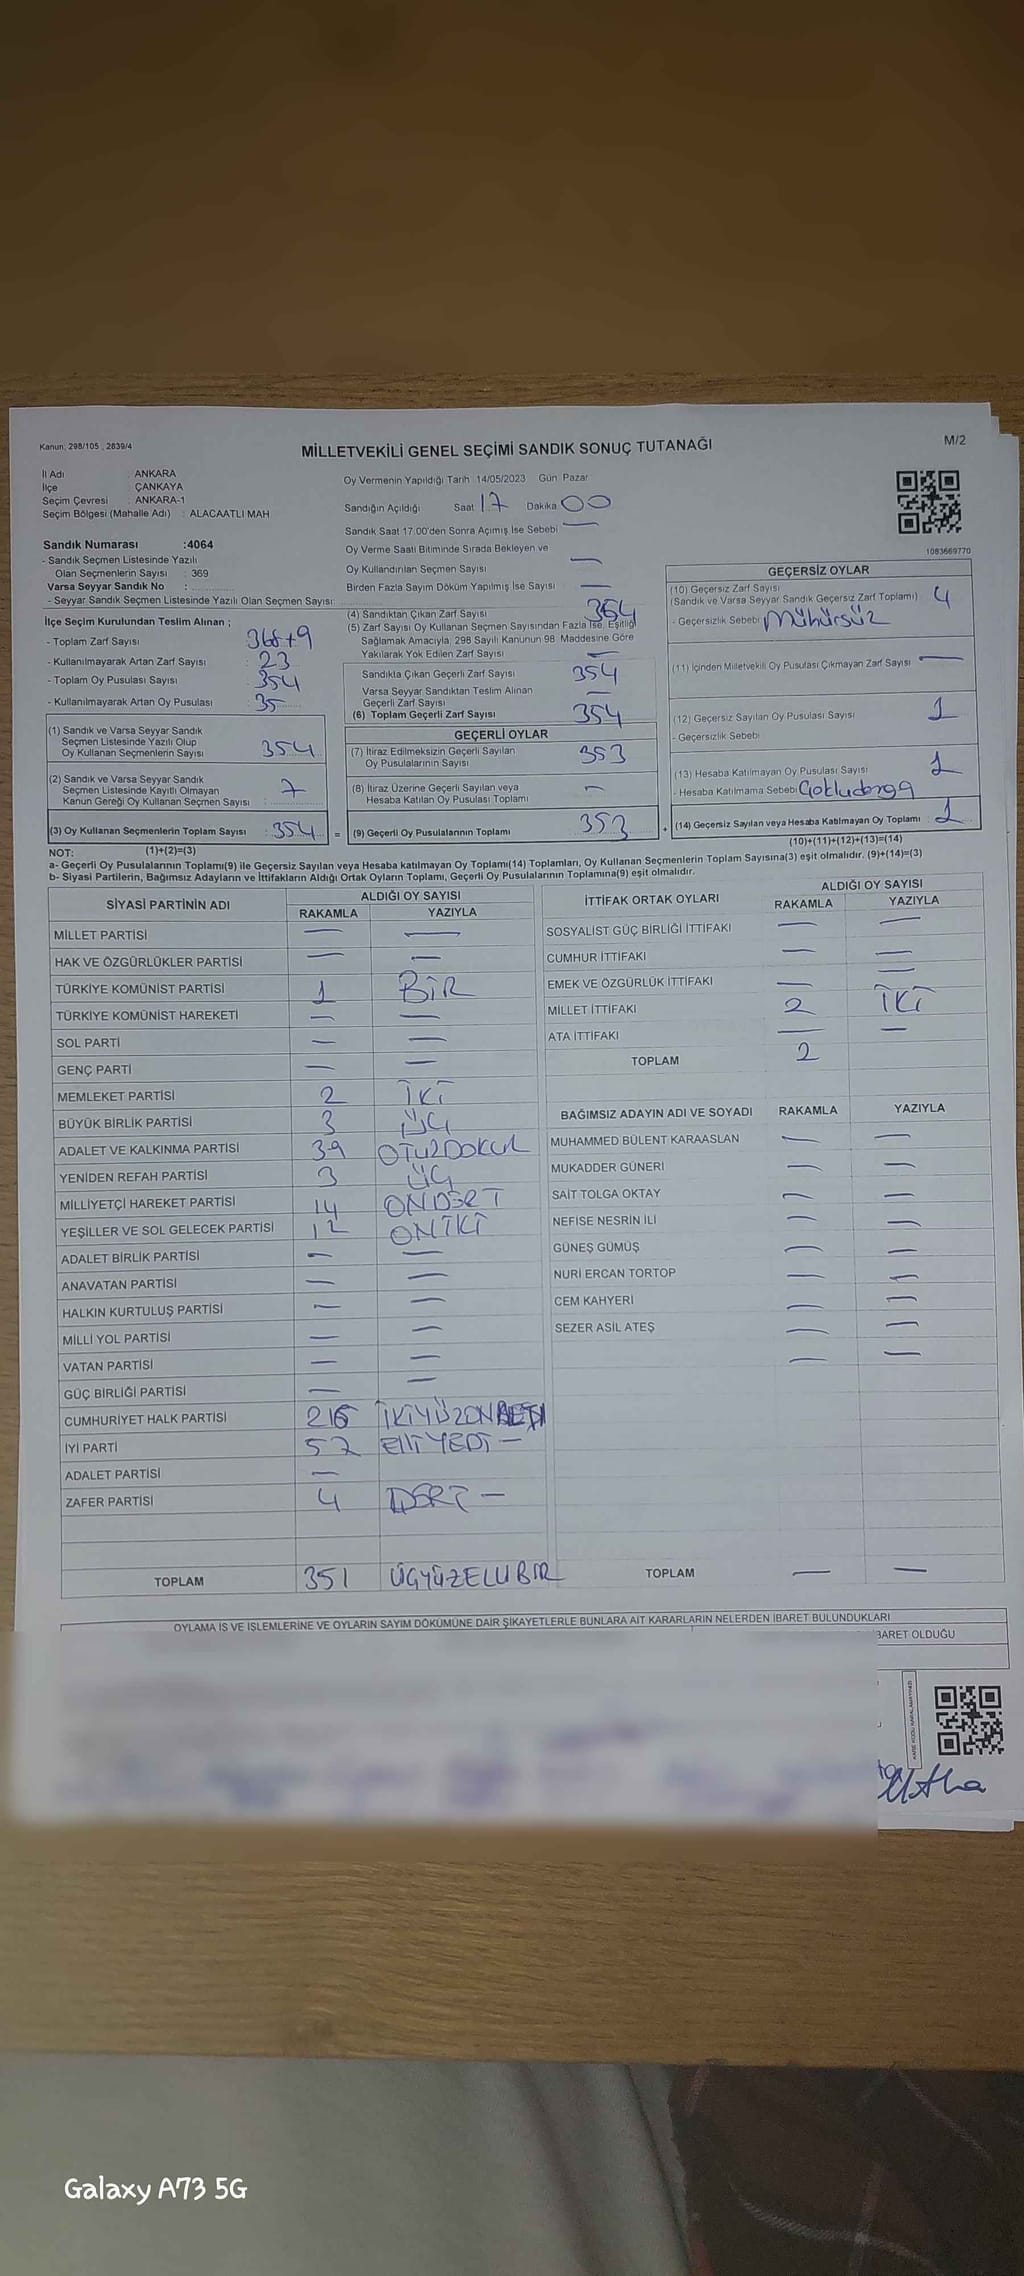 Kanun; 298/105 , 2839/4
MİLLETVEKİLİ GENEL SEÇİMİ SANDIK SONUÇ TUTANAĞI
M/2
İl Adı : ANKARA
İlçe : ÇANKAYA
Seçim Çevresi : ANKARA-1
Seçim Bölgesi (Mahalle Adı) : ALACAATLI MAH
Sandık Numarası :4064
- Sandık Seçmen Listesinde Yazılı
Olan Seçmenlerin Sayısı : 369
Varsa Seyyar Sandık No :
- Seyyar Sandık Seçmen Listesinde Yazılı Olan Seçmen Sayısı:
İlçe Seçim Kurulundan Teslim Alınan ;
- Toplam Zarf Sayısı : 368+9
- Kullanılmayarak Artan Zarf Sayısı : 23
- Toplam Oy Pusulası Sayısı : 354
- Kullanılmayarak Artan Oy Pusulası : 35
(1) Sandık ve Varsa Seyyar Sandık
Seçmen Listesinde Yazılı Olup
Oy Kullanan Seçmenlerin Sayısı : 354
(2) Sandık ve Varsa Seyyar Sandık
Seçmen Listesinde Kayıtlı Olmayan
Kanun Gereği Oy Kullanan Seçmen Sayısı : 7
(3) Oy Kullanan Seçmenlerin Toplam Sayısı : 354 =
Oy Vermenin Yapıldığı Tarih 14/05/2023 Gün Pazar
Sandığın Açıldığı Saat 17 Dakika 00
Sandık Saat 17:00'den Sonra Açımış İse Sebebi —
Oy Verme Saati Bitiminde Sırada Bekleyen ve
Oy Kullandırılan Seçmen Sayısı —
Birden Fazla Sayım Döküm Yapılmış İse Sayısı —
(4) Sandıktan Çıkan Zarf Sayısı 364
(5) Zarf Sayısı Oy Kullanan Seçmen Sayısından Fazla İse, Eşitliği
Sağlamak Amacıyla, 298 Sayılı Kanunun 98. Maddesine Göre
Yakılarak Yok Edilen Zarf Sayısı —
Sandıkta Çıkan Geçerli Zarf Sayısı 354
Varsa Seyyar Sandıktan Teslim Alınan
Geçerli Zarf Sayısı —
(6) Toplam Geçerli Zarf Sayısı 354
GEÇERLİ OYLAR
(7) İtiraz Edilmeksizin Geçerli Sayılan
Oy Pusulalarının Sayısı 353
(8) İtiraz Üzerine Geçerli Sayılan veya
Hesaba Katılan Oy Pusulası Toplamı —
(9) Geçerli Oy Pusulalarının Toplamı 353 +
1083669770
GEÇERSİZ OYLAR
(10) Geçersiz Zarf Sayısı
(Sandık ve Varsa Seyyar Sandık Geçersiz Zarf Toplamı) : 4
- Geçersizlik Sebebi Mühürsüz
(11) İçinden Milletvekili Oy Pusulası Çıkmayan Zarf Sayısı —
(12) Geçersiz Sayılan Oy Pusulası Sayısı 1
- Geçersizlik Sebebi
(13) Hesaba Katılmayan Oy Pusulası Sayısı 1
- Hesaba Katılmama Sebebi
(14) Geçersiz Sayılan veya Hesaba Katılmayan Oy Toplamı : 1
(10)+(11)+(12)+(13)=(14)
NOT: (1)+(2)=(3)
a- Geçerli Oy Pusulalarının Toplamı(9) ile Geçersiz Sayılan veya Hesaba katılmayan Oy Toplamı(14) Toplamları, Oy Kullanan Seçmenlerin Toplam Sayısına(3) eşit olmalıdır. (9)+(14)=(3)
b- Siyasi Partilerin, Bağımsız Adayların ve İttifakların Aldığı Ortak Oyların Toplamı, Geçerli Oy Pusulalarının Toplamına(9) eşit olmalıdır.
SİYASİ PARTİNİN ADI
ALDIĞI OY SAYISI
RAKAMLA YAZIYLA
MİLLET PARTİSİ — —
HAK VE ÖZGÜRLÜKLER PARTİSİ — —
TÜRKİYE KOMÜNİST PARTİSİ 1 BİR
TÜRKİYE KOMÜNİST HAREKETİ — —
SOL PARTİ — —
GENÇ PARTİ — —
MEMLEKET PARTİSİ 2 İKİ
BÜYÜK BİRLİK PARTİSİ 3 ÜÇ
ADALET VE KALKINMA PARTİSİ 39 OTUZDOKUZ
YENİDEN REFAH PARTİSİ 3 ÜÇ
MİLLİYETÇİ HAREKET PARTİSİ 14 ONDÖRT
YEŞİLLER VE SOL GELECEK PARTİSİ 12 ONİKİ
ADALET BİRLİK PARTİSİ — —
ANAVATAN PARTİSİ — —
HALKIN KURTULUŞ PARTİSİ — —
MİLLİ YOL PARTİSİ — —
VATAN PARTİSİ — —
GÜÇ BİRLİĞİ PARTİSİ — —
CUMHURİYET HALK PARTİSİ 216 İKİYÜZONALTI
İYİ PARTİ 57 ELLİYEDİ —
ADALET PARTİSİ —
ZAFER PARTİSİ 4 DÖRT —
TOPLAM 351 ÜÇYÜZELLİBİR
İTTİFAK ORTAK OYLARI
ALDIĞI OY SAYISI
RAKAMLA YAZIYLA
SOSYALİST GÜÇ BİRLİĞİ İTTİFAKI — —
CUMHUR İTTİFAKI — —
EMEK VE ÖZGÜRLÜK İTTİFAKI — —
MİLLET İTTİFAKI 2 İKİ
ATA İTTİFAKI — —
TOPLAM 2
BAĞIMSIZ ADAYIN ADI VE SOYADI RAKAMLA YAZIYLA
MUHAMMED BÜLENT KARAASLAN — —
MUKADDER GÜNERİ — —
SAİT TOLGA OKTAY — —
NEFİSE NESRİN İLİ — —
GÜNEŞ GÜMÜŞ — —
NURİ ERCAN TORTOP — —
CEM KAHYERİ — —
SEZER ASİL ATEŞ — —
— —
TOPLAM — —
OYLAMA İŞ VE İŞLEMLERİNE VE OYLARIN SAYIM DÖKÜMÜNE DAİR ŞİKAYETLERLE BUNLARA AİT KARARLARIN NELERDEN İBARET BULUNDUKLARI
BARET OLDUĞU
KARE KODU KARALAMAYINIZ
Galaxy A73 5G